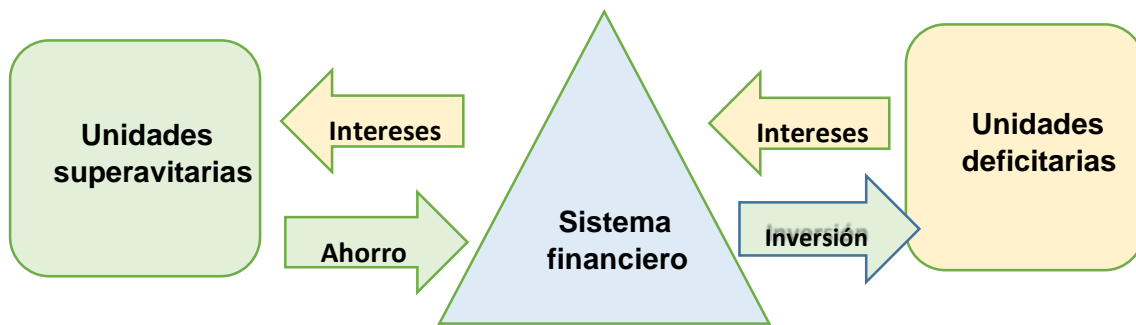 Unidades
superavitarias
Intereses
Ahorro
Sistema
financiero
Intereses
Inversión
Unidades
deficitarias